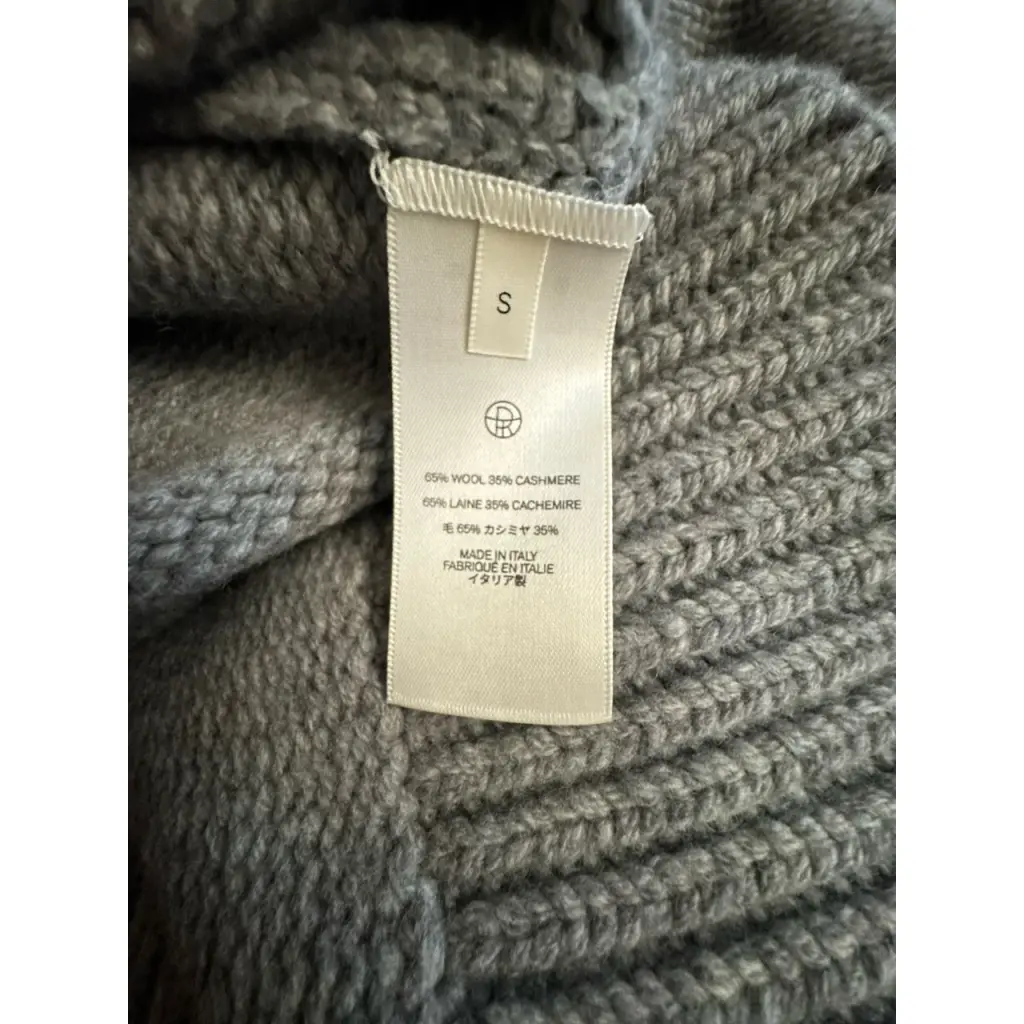 S
65% WOOL 35% CASHMERE
65% LAINE 35% CACHEMIRE
毛 65% カシミヤ 35%
MADE IN ITALY
FABRIQUÉ EN ITALIE
イタリア製